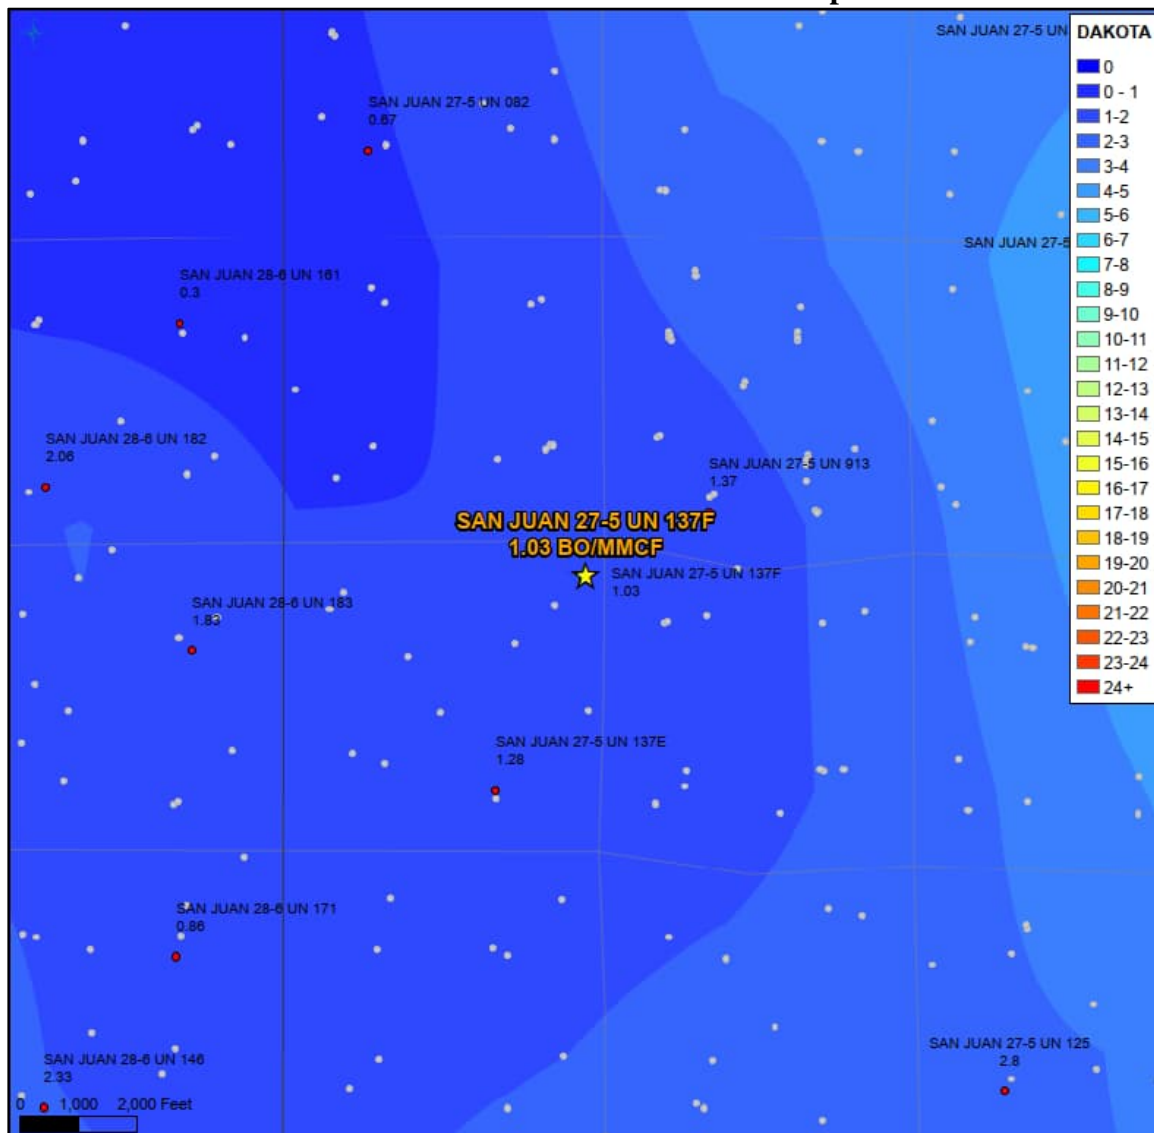 SAN JUAN 27-5 UN
SAN JUAN 27-5 UN 082
0.67
SAN JUAN 27-5
SAN JUAN 28-6 UN 161
0.3
SAN JUAN 28-6 UN 182
2.06
SAN JUAN 27-5 UN 913
1.37
SAN JUAN 27-5 UN 137F
1.03 BO/MMCF
SAN JUAN 27-5 UN 137F
1.03
SAN JUAN 28-6 UN 183
1.83
SAN JUAN 27-5 UN 137E
1.28
SAN JUAN 28-6 UN 171
0.86
SAN JUAN 28-6 UN 146
2.33
SAN JUAN 27-5 UN 125
2.8
0 1,000 2,000 Feet
DAKOTA
0
0 - 1
1-2
2-3
3-4
4-5
5-6
6-7
7-8
8-9
9-10
10-11
11-12
12-13
13-14
14-15
15-16
16-17
17-18
18-19
19-20
20-21
21-22
22-23
23-24
24+